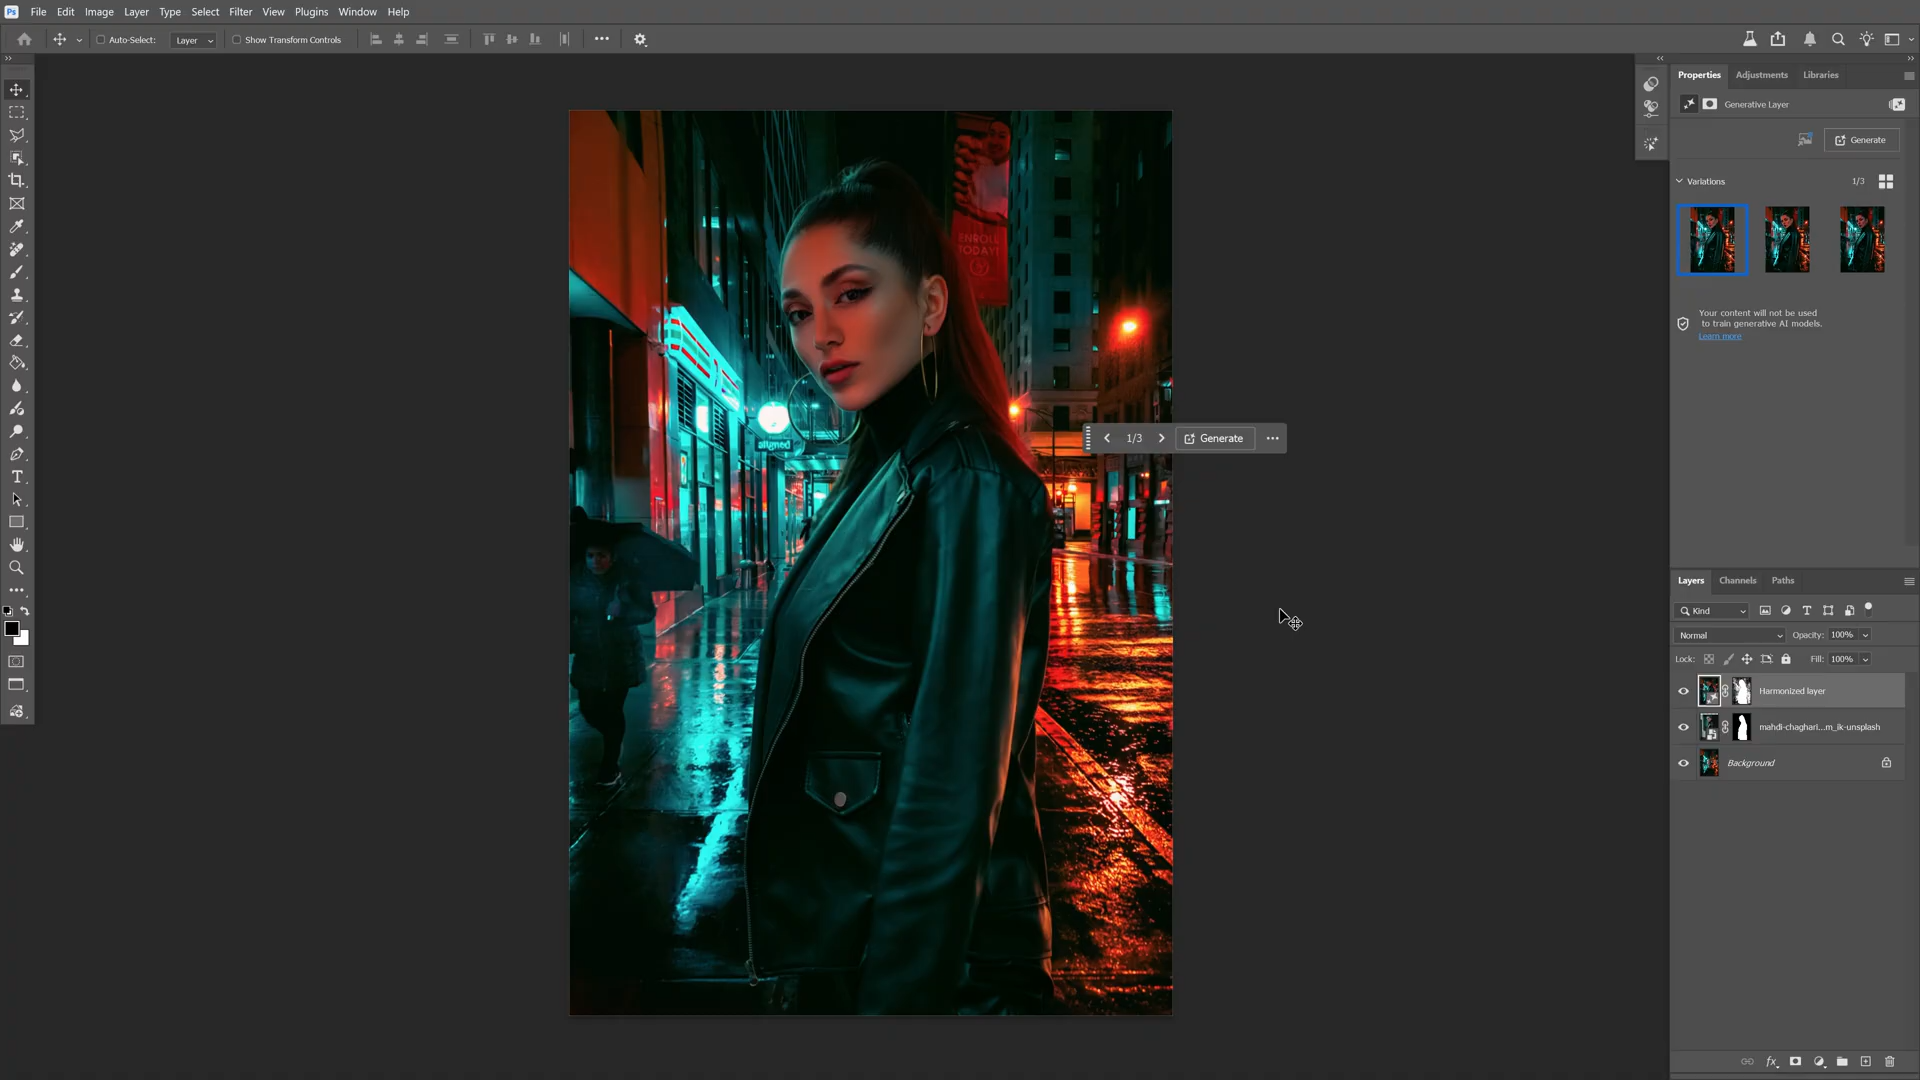 Ps File Edit Image Layer Type Select Filter View Plugins Window Help
Auto-Select: Layer Show Transform Controls
Properties Adjustments Libraries
Generative Layer
Generate
Variations 1/3
Your content will not be used
to train generative AI models.
Learn more
ENROLL
TODAY!
1/3 Generate
Layers Channels Paths
Kind
Normal Opacity: 100%
Lock: Fill: 100%
Harmonized layer
mahdi-chaghari...m_ik-unsplash
Background